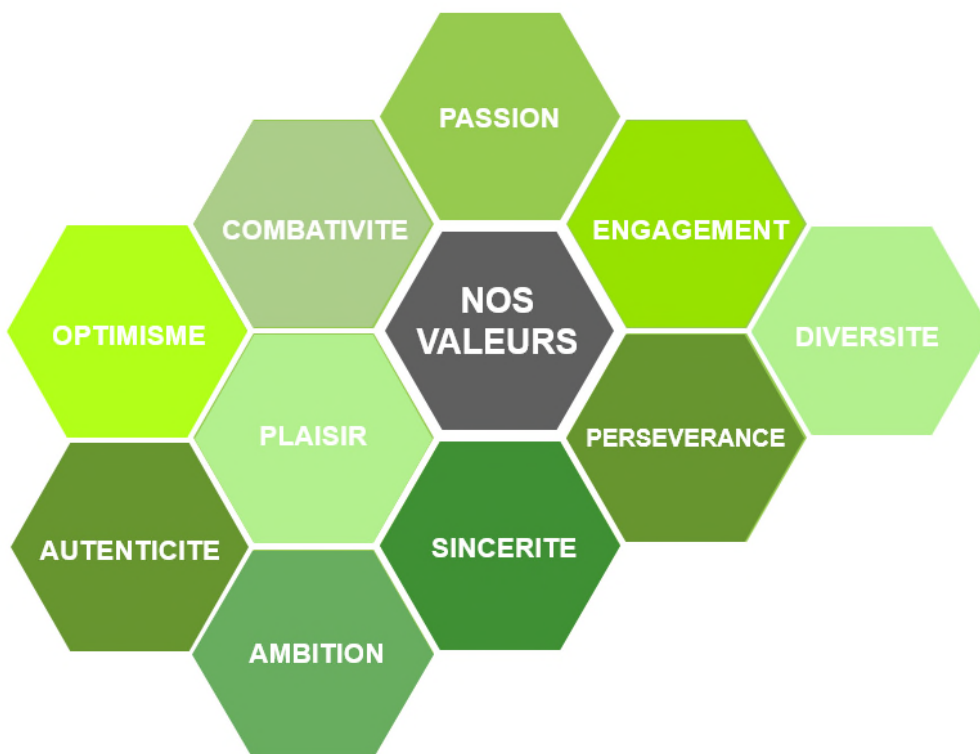 PASSION
COMBATIVITE
ENGAGEMENT
NOS
VALEURS
OPTIMISME
DIVERSITE
PLAISIR
PERSEVERANCE
AUTENTICITE
SINCERITE
AMBITION